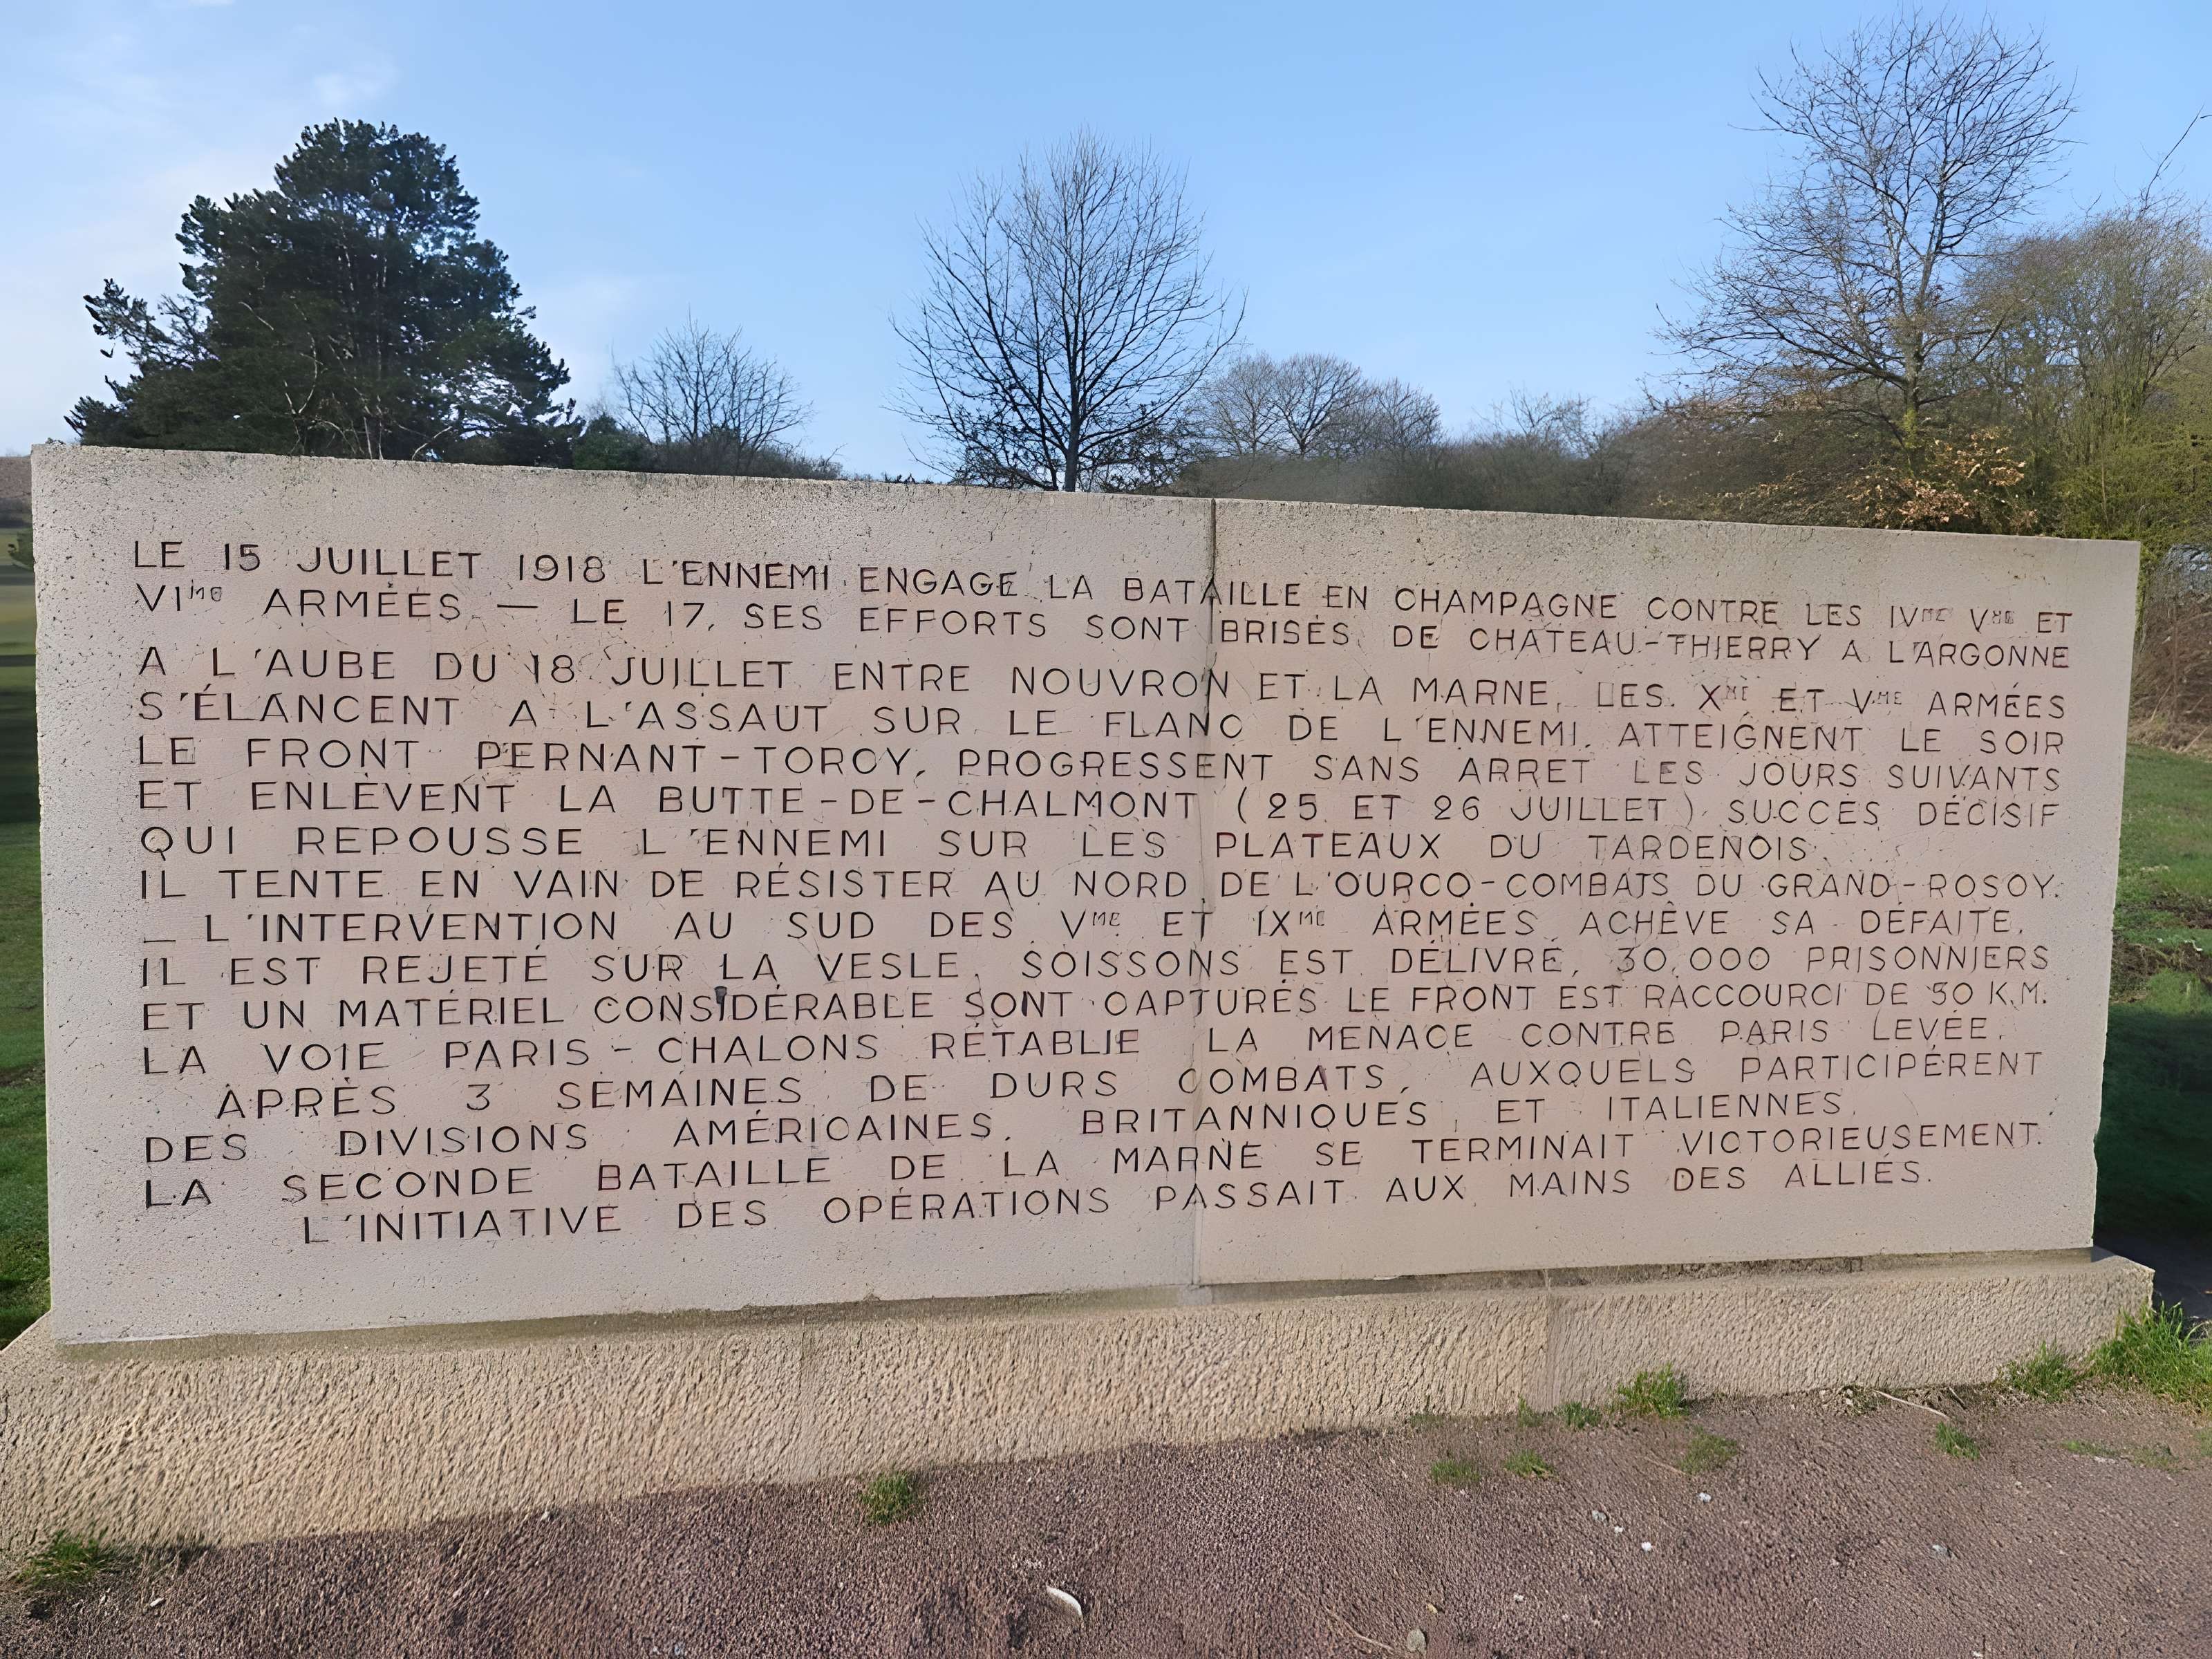 LE 15 JUILLET 1918 L'ENNEMI ENGAGE LA BATAILLE EN CHAMPAGNE CONTRE LES IVME VME ET
VIME ARMÉES — LE 17, SES EFFORTS SONT BRISÉS DE CHATEAU-THIERRY A L'ARGONNE
A L'AUBE DU 18 JUILLET ENTRE NOUVRON ET LA MARNE, LES XME ET VME ARMÉES
S'ÉLANCENT A L'ASSAUT SUR LE FLANC DE L'ENNEMI, ATTEIGNENT LE SOIR
LE FRONT PERNANT-TORCY, PROGRESSENT SANS ARRET LES JOURS SUIVANTS
ET ENLÈVENT LA BUTTE-DE-CHALMONT (25 ET 26 JUILLET) SUCCÈS DÉCISIF
QUI REPOUSSE L'ENNEMI SUR LES PLATEAUX DU TARDENOIS.
IL TENTE EN VAIN DE RÉSISTER AU NORD DE L'OURCQ-COMBATS DU GRAND-ROSOY.
— L'INTERVENTION AU SUD DES VME ET IXME ARMÉES ACHÈVE SA DÉFAITE.
IL EST REJETÉ SUR LA VESLE, SOISSONS EST DÉLIVRÉ, 30.000 PRISONNIERS
ET UN MATÉRIEL CONSIDÉRABLE SONT CAPTURÉS LE FRONT EST RACCOURCI DE 50 K.M.
LA VOIE PARIS-CHALONS RÉTABLIE LA MENACE CONTRE PARIS LEVÉE.
APRÈS 3 SEMAINES DE DURS COMBATS, AUXQUELS PARTICIPÈRENT
DES DIVISIONS AMÉRICAINES, BRITANNIQUES ET ITALIENNES,
LA SECONDE BATAILLE DE LA MARNE SE TERMINAIT VICTORIEUSEMENT.
L'INITIATIVE DES OPÉRATIONS PASSAIT AUX MAINS DES ALLIÉS.